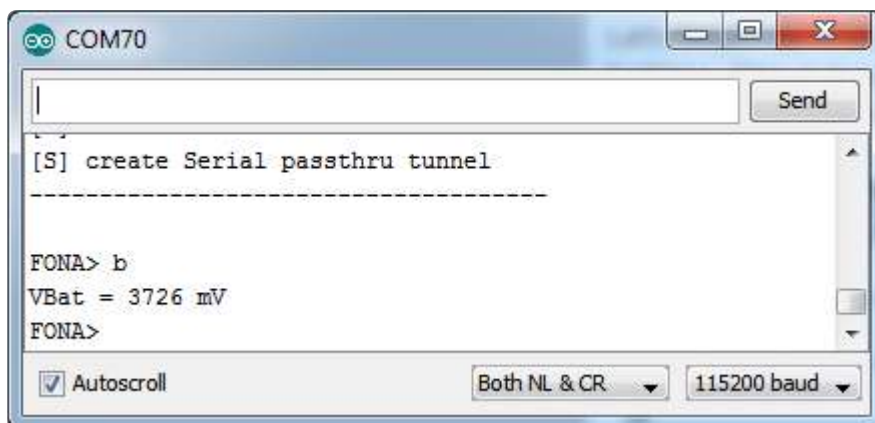 COM70
Send
[S] create Serial passthru tunnel
-------------------------------------
FONA> b
VBat = 3726 mV
FONA>
Autoscroll
Both NL & CR
115200 baud